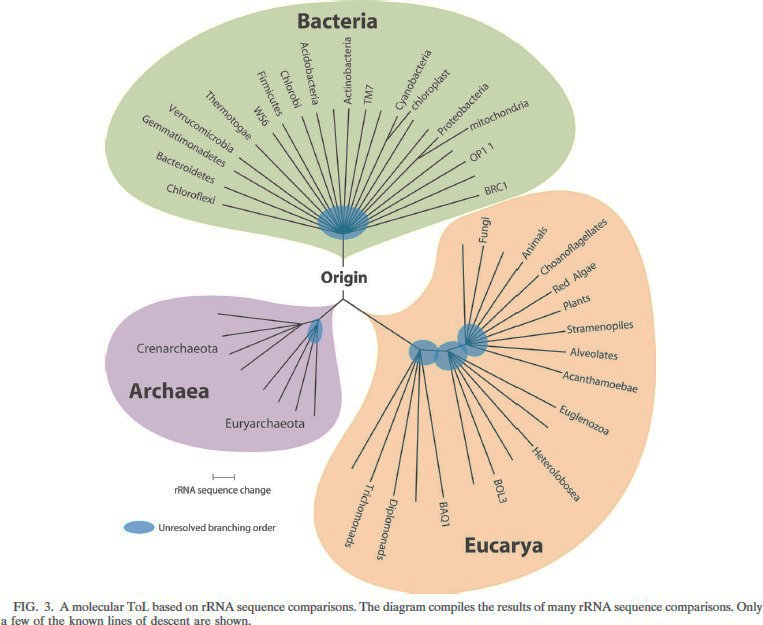 Bacteria
Chloroflexi
Bacteroidetes
Gemmatimonadetes
Verrucomicrobia
Thermotogae
WS6
Firmicutes
Chlorobi
Acidobacteria
Actinobacteria
TM7
Cyanobacteria
chloroplast
Proteobacteria
mitochondria
OP1 1
BRC1
Origin
Crenarchaeota
Archaea
Euryarchaeota
Fungi
Animals
Choanoflagellates
Red Algae
Plants
Stramenopiles
Alveolates
Acanthamoebae
Euglenozoa
Heterolobosea
BOL3
BAQ1
Diplomonads
Trichomonads
Eucarya
rRNA sequence change
Unresolved branching order
FIG. 3. A molecular ToL based on rRNA sequence comparisons. The diagram compiles the results of many rRNA sequence comparisons. Only
a few of the known lines of descent are shown.